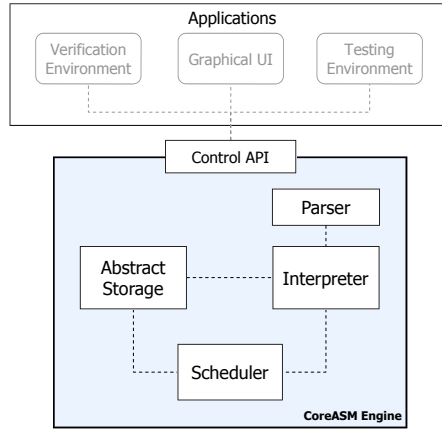 Applications
Verification
Environment
Graphical UI
Testing
Environment
Control API
Parser
Abstract
Storage
Interpreter
Scheduler
CoreASM Engine